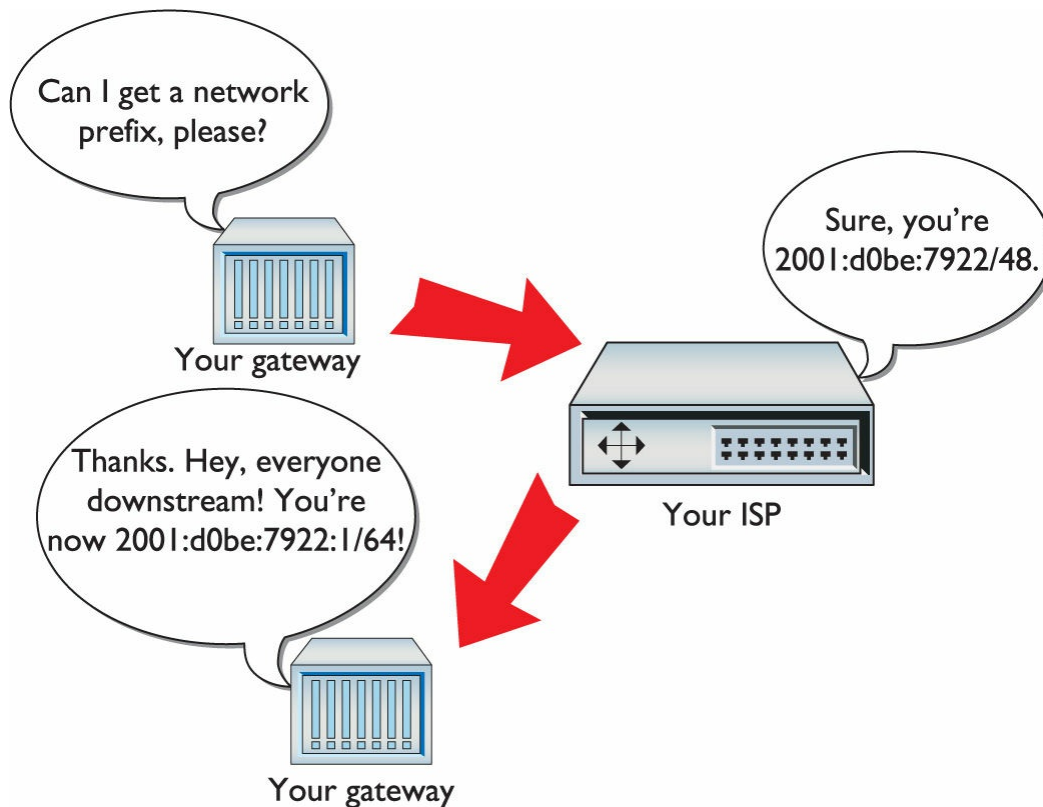 Can I get a network
prefix, please?
Your gateway
Sure, you're
2001:d0be:7922/48.
Your ISP
Thanks. Hey, everyone
downstream! You're
now 2001:d0be:7922:1/64!
Your gateway